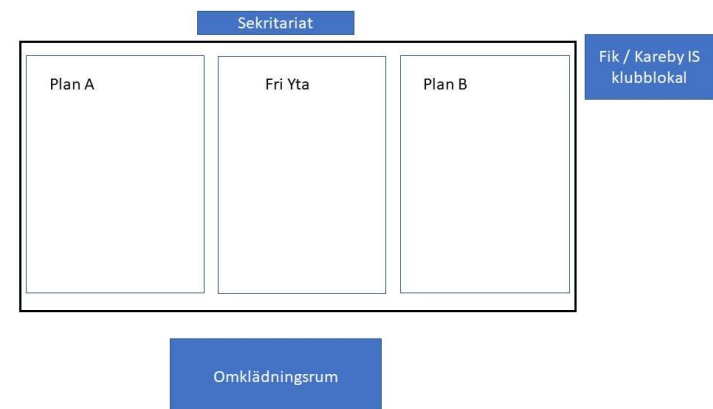 Sekritariat
Fik / Kareby IS
klubblokal
Plan A
Fri Yta
Plan B
Omklädningsrum